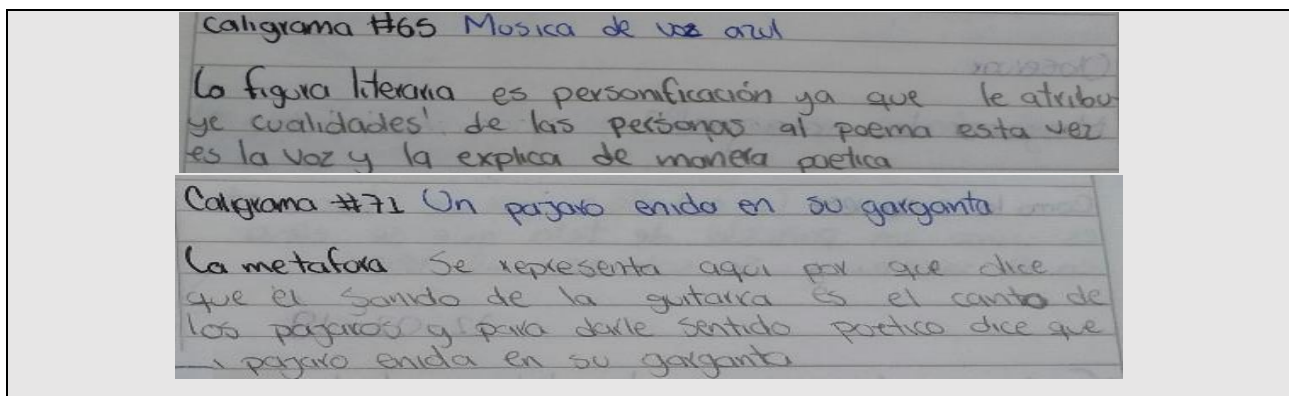 Caligrama #65 Musica de voz azul
La figura literaria es personificación ya que le atribu
ye cualidades de las personas al poema esta vez
es la voz y la explica de manera poetica
Caligrama #71 Un pajaro enida en su garganta
La metafora se representa aqui por que dice
que el sonido de la guitarra es el canto de
los pajaros y para darle sentido poetico dice que
pajaro enida en su garganta